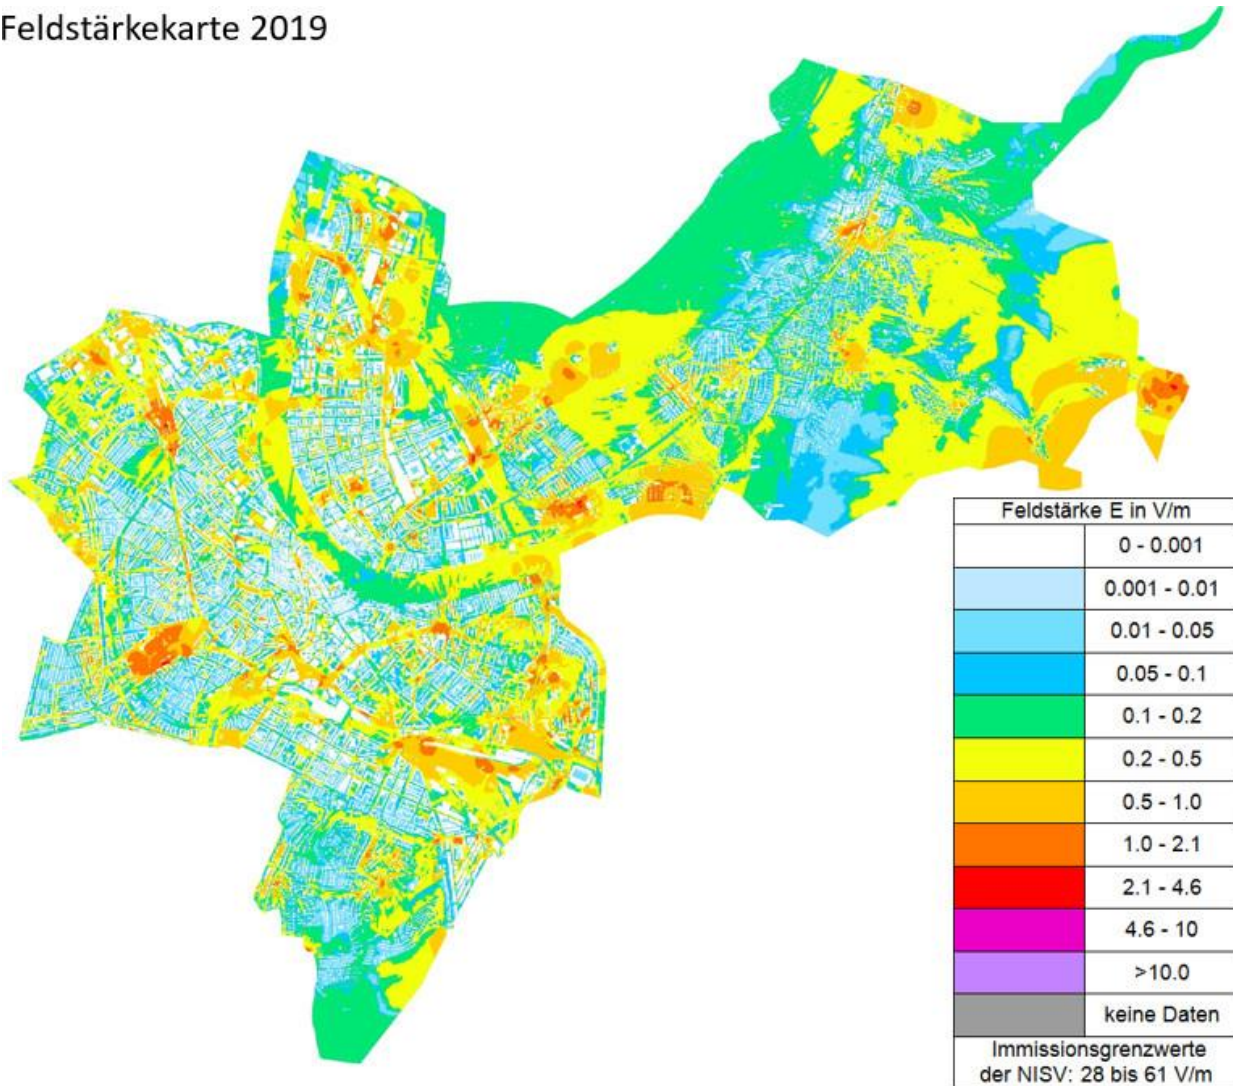 Feldstärkekarte 2019
Feldstärke E in V/m
0 - 0.001
0.001 - 0.01
0.01 - 0.05
0.05 - 0.1
0.1 - 0.2
0.2 - 0.5
0.5 - 1.0
1.0 - 2.1
2.1 - 4.6
4.6 - 10
>10.0
keine Daten
Immissionsgrenzwerte
der NISV: 28 bis 61 V/m